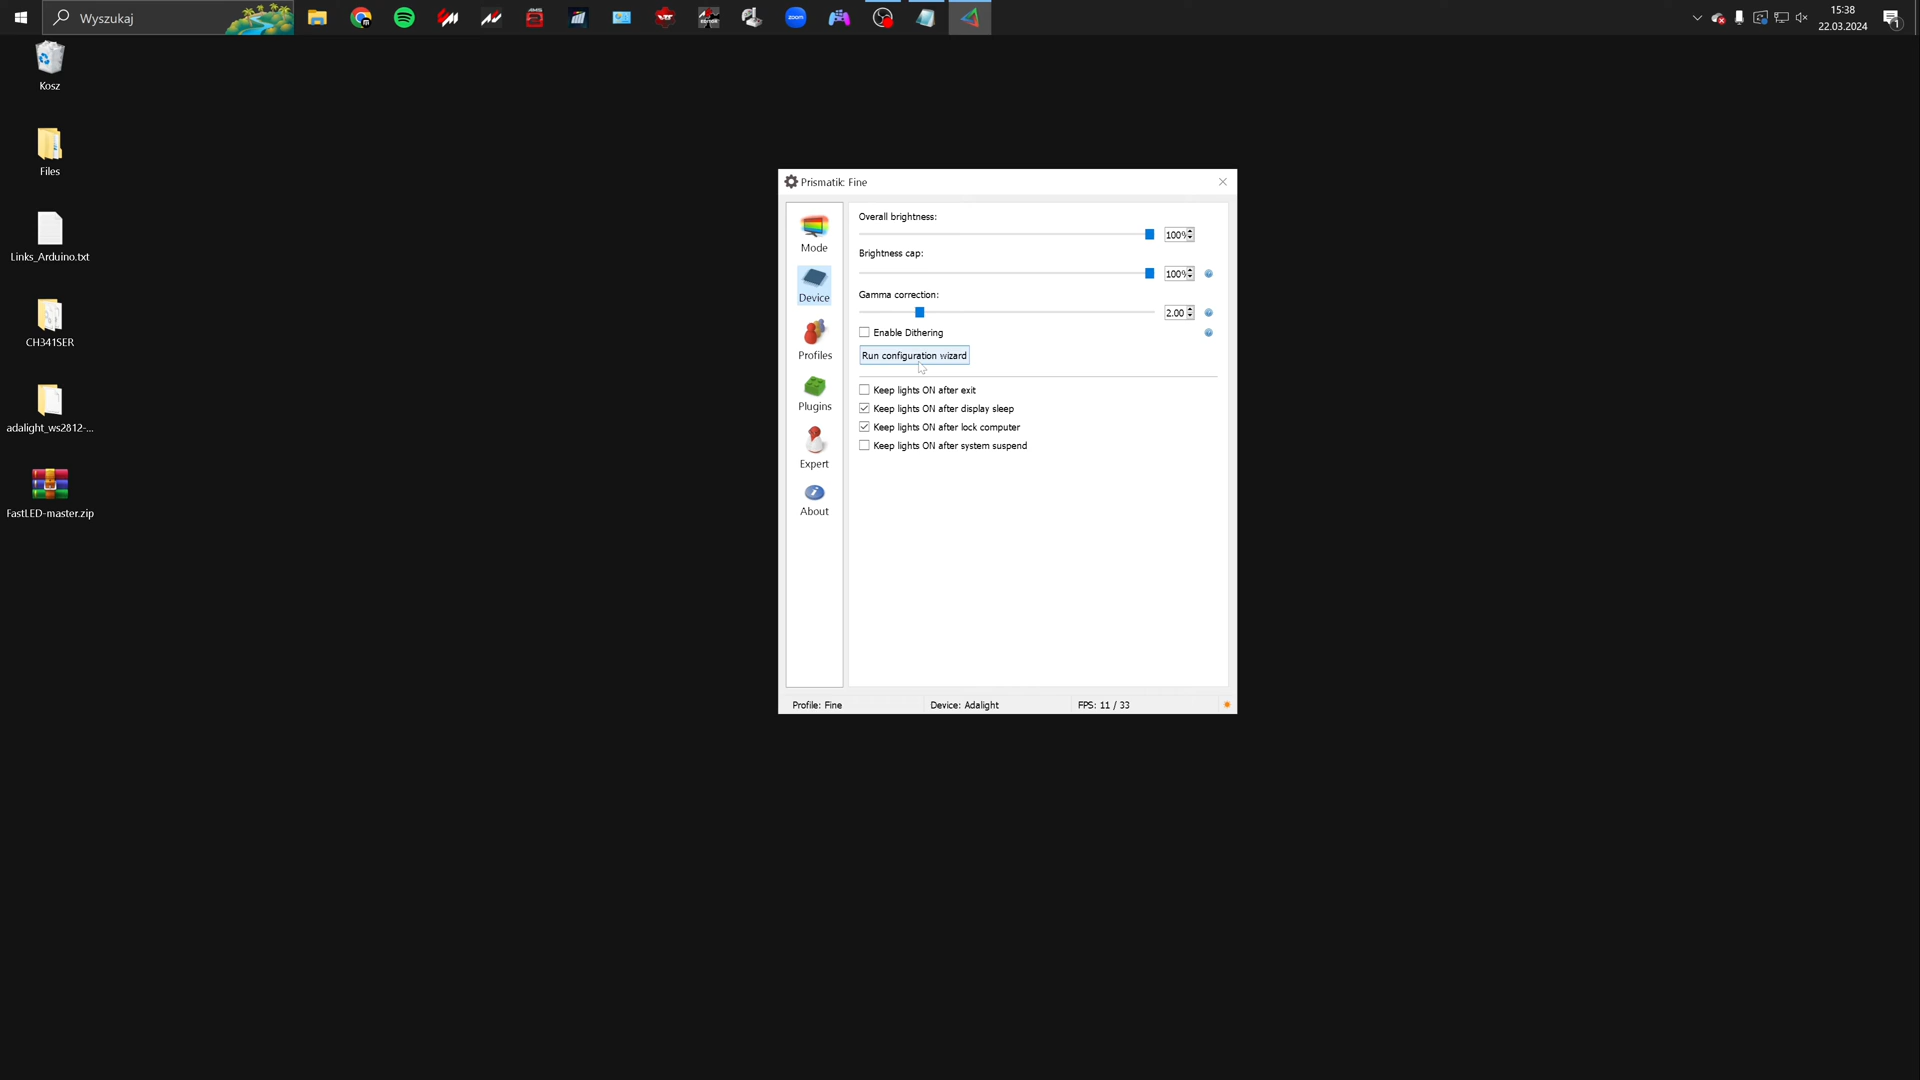 Wyszukaj
15:38
22.03.2024
1
Kosz
Files
Links_Arduino.txt
CH341SER
adalight_ws2812-...
FastLED-master.zip
Prismatik: Fine
Mode
Device
Profiles
Plugins
Expert
About
Overall brightness:
100%
Brightness cap:
100%
Gamma correction:
2.00
Enable Dithering
Run configuration wizard
Keep lights ON after exit
Keep lights ON after display sleep
Keep lights ON after lock computer
Keep lights ON after system suspend
Profile: Fine
Device: Adalight
FPS: 11 / 33
zoom